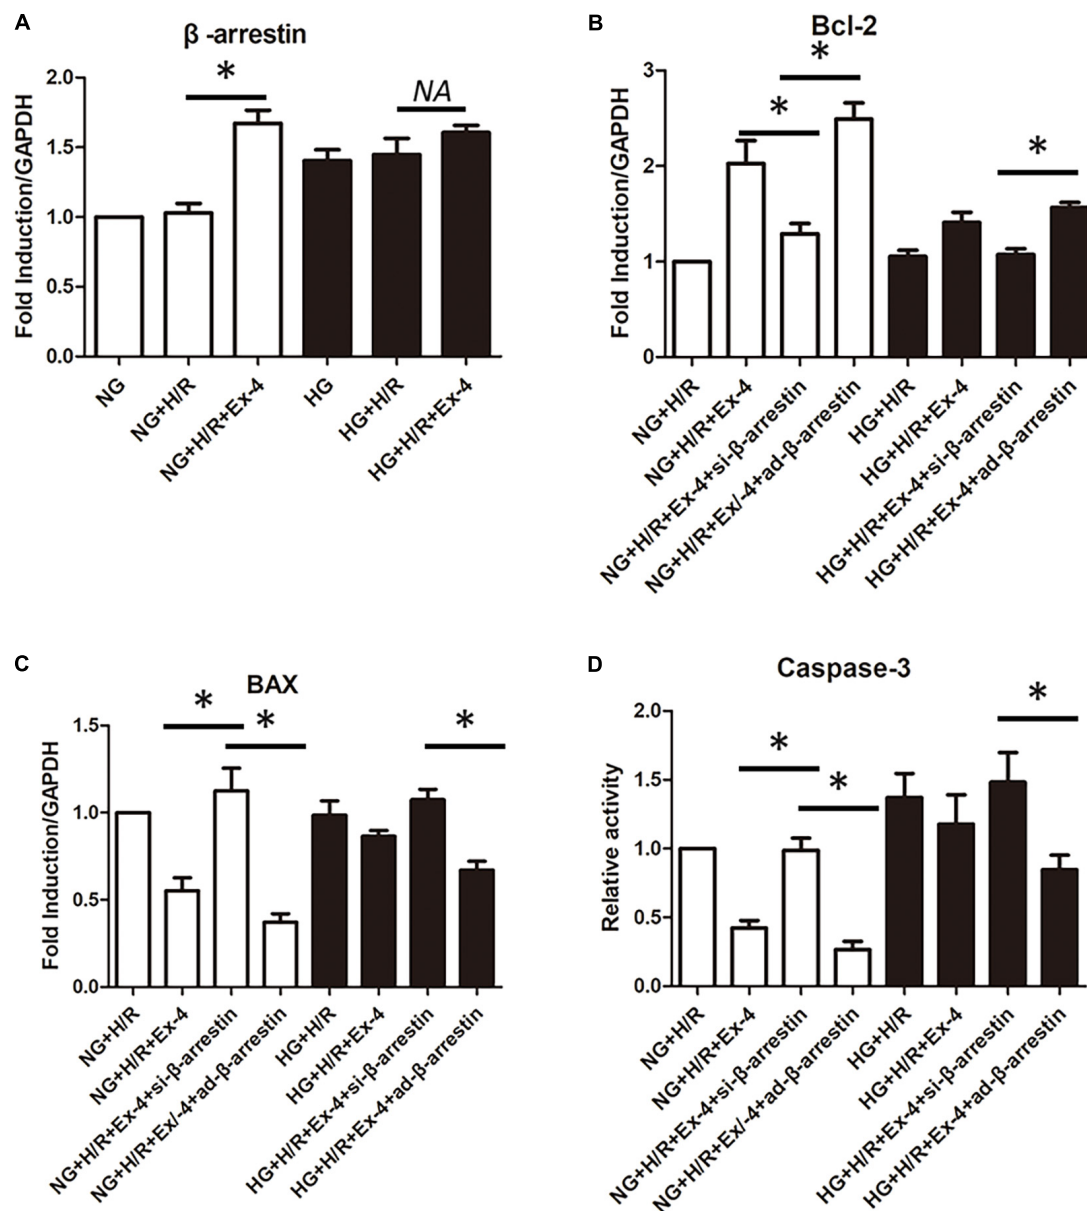 A
β -arrestin
Fold Induction/GAPDH
2.0
1.5
1.0
0.5
0.0
*
NA
NG
NG+H/R
NG+H/R+Ex-4
HG
HG+H/R
HG+H/R+Ex-4
B
Bcl-2
Fold Induction/GAPDH
3
2
1
0
*
*
*
NG+H/R
NG+H/R+Ex-4
NG+H/R+Ex-4+si-β-arrestin
NG+H/R+Ex/-4+ad-β-arrestin
HG+H/R
HG+H/R+Ex-4
HG+H/R+Ex-4+si-β-arrestin
HG+H/R+Ex-4+ad-β-arrestin
C
BAX
Fold Induction/GAPDH
1.5
1.0
0.5
0.0
*
*
*
NG+H/R
NG+H/R+Ex-4
NG+H/R+Ex-4+si-β-arrestin
NG+H/R+Ex/-4+ad-β-arrestin
HG+H/R
HG+H/R+Ex-4
HG+H/R+Ex-4+si-β-arrestin
HG+H/R+Ex-4+ad-β-arrestin
D
Caspase-3
Relative activity
2.0
1.5
1.0
0.5
0.0
*
*
*
NG+H/R
NG+H/R+Ex-4
NG+H/R+Ex-4+si-β-arrestin
NG+H/R+Ex/-4+ad-β-arrestin
HG+H/R
HG+H/R+Ex-4
HG+H/R+Ex-4+si-β-arrestin
HG+H/R+Ex-4+ad-β-arrestin